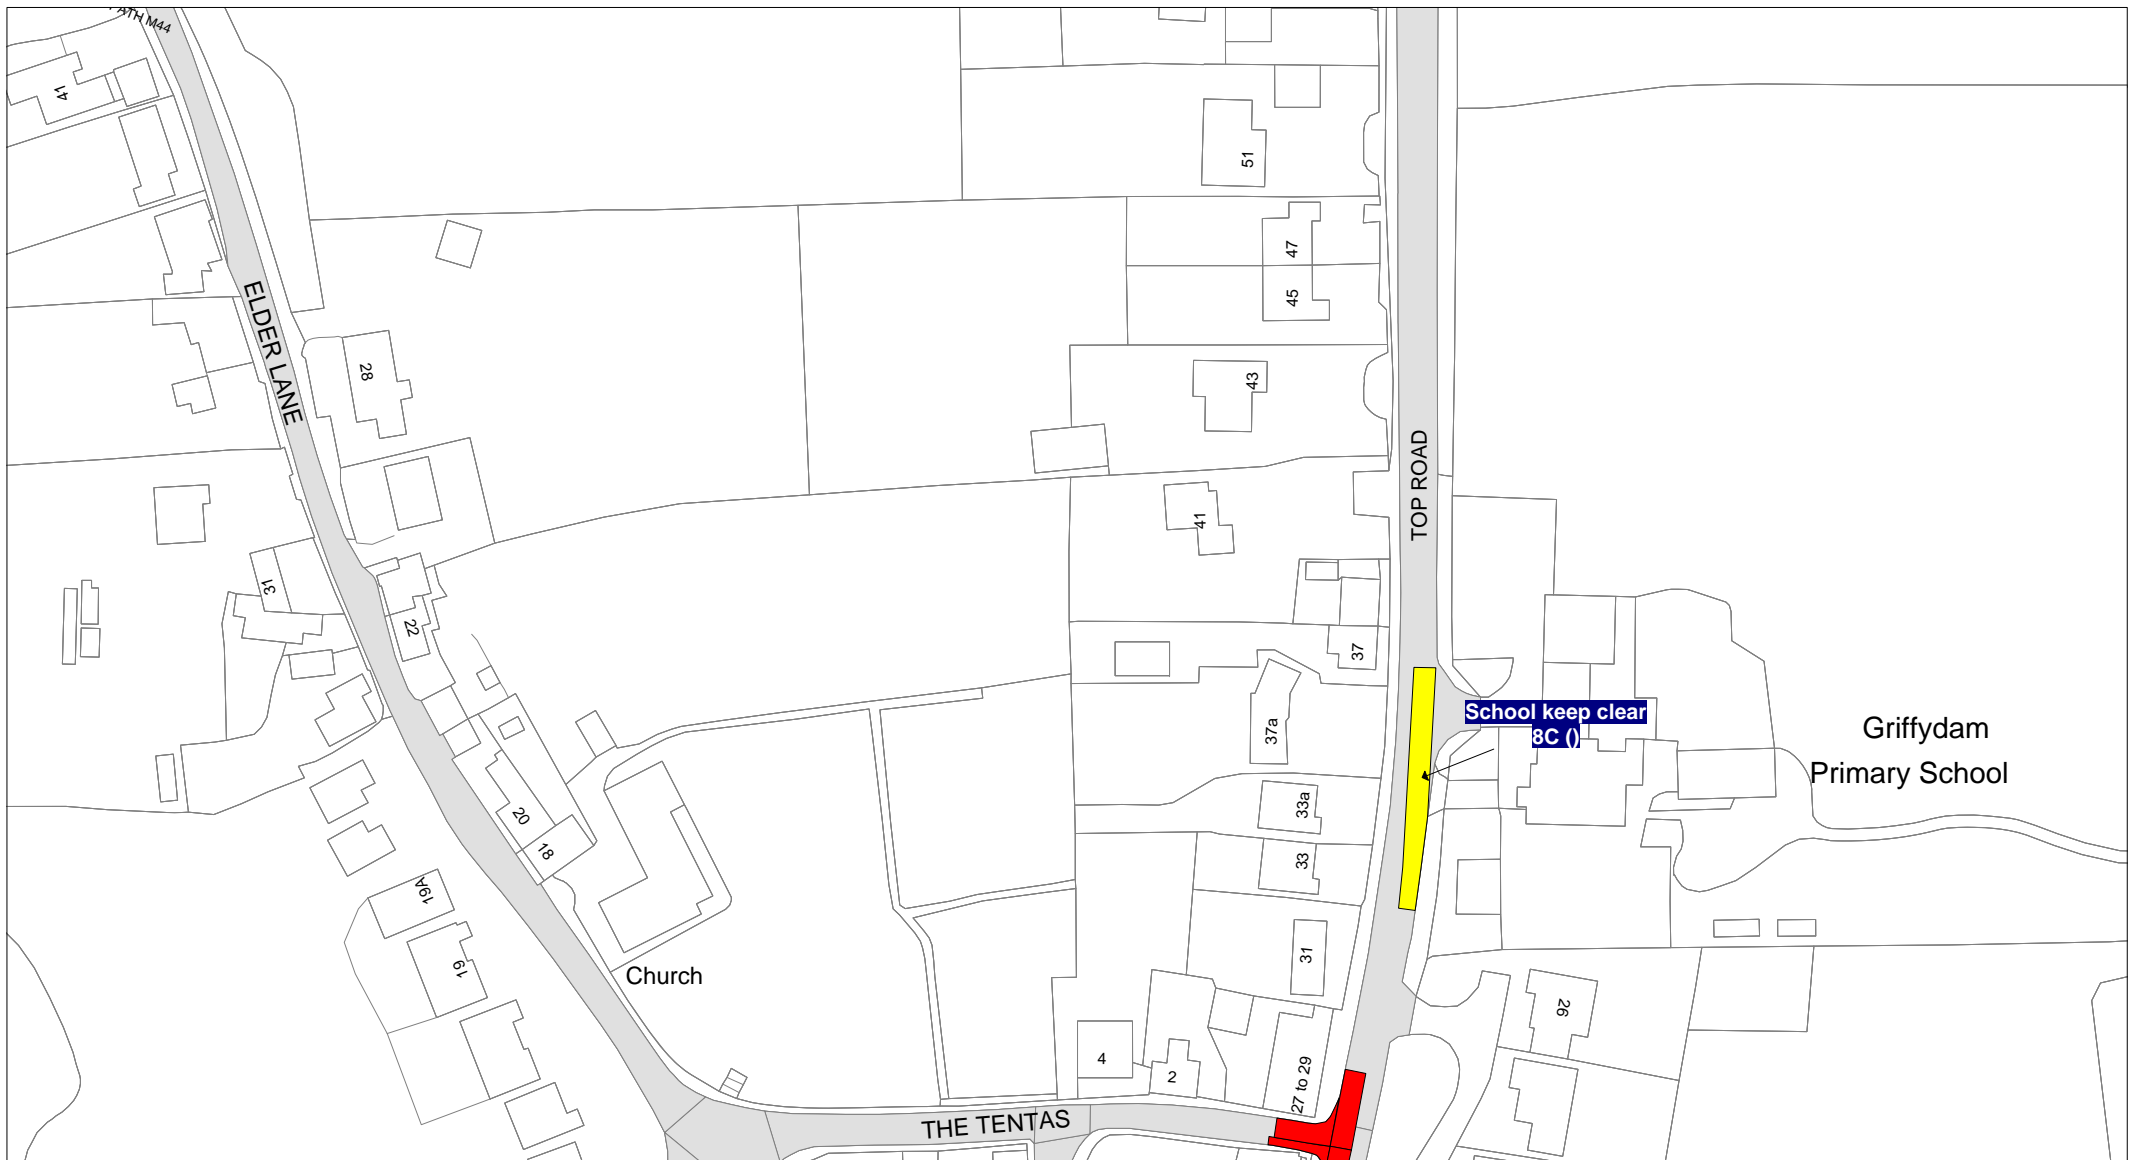 PATH M44
41
51
47
45
ELDER LANE
28
43
TOP ROAD
41
31
22
37
School keep clear
8C ()
37a
Griffydam
Primary School
33a
20
18
33
19A
19
31
Church
26
4
2
27 to 29
THE TENTAS